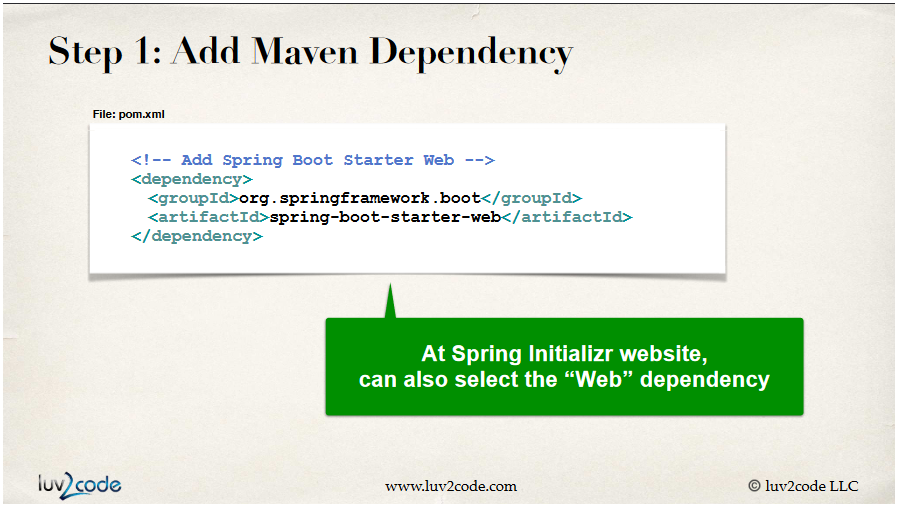 Step 1: Add Maven Dependency
File: pom.xml
<!-- Add Spring Boot Starter Web -->
<dependency>
<groupId>org.springframework.boot</groupId>
<artifactId>spring-boot-starter-web</artifactId>
</dependency>
At Spring Initializr website,
can also select the “Web” dependency
luv2code
www.luv2code.com
© luv2code LLC